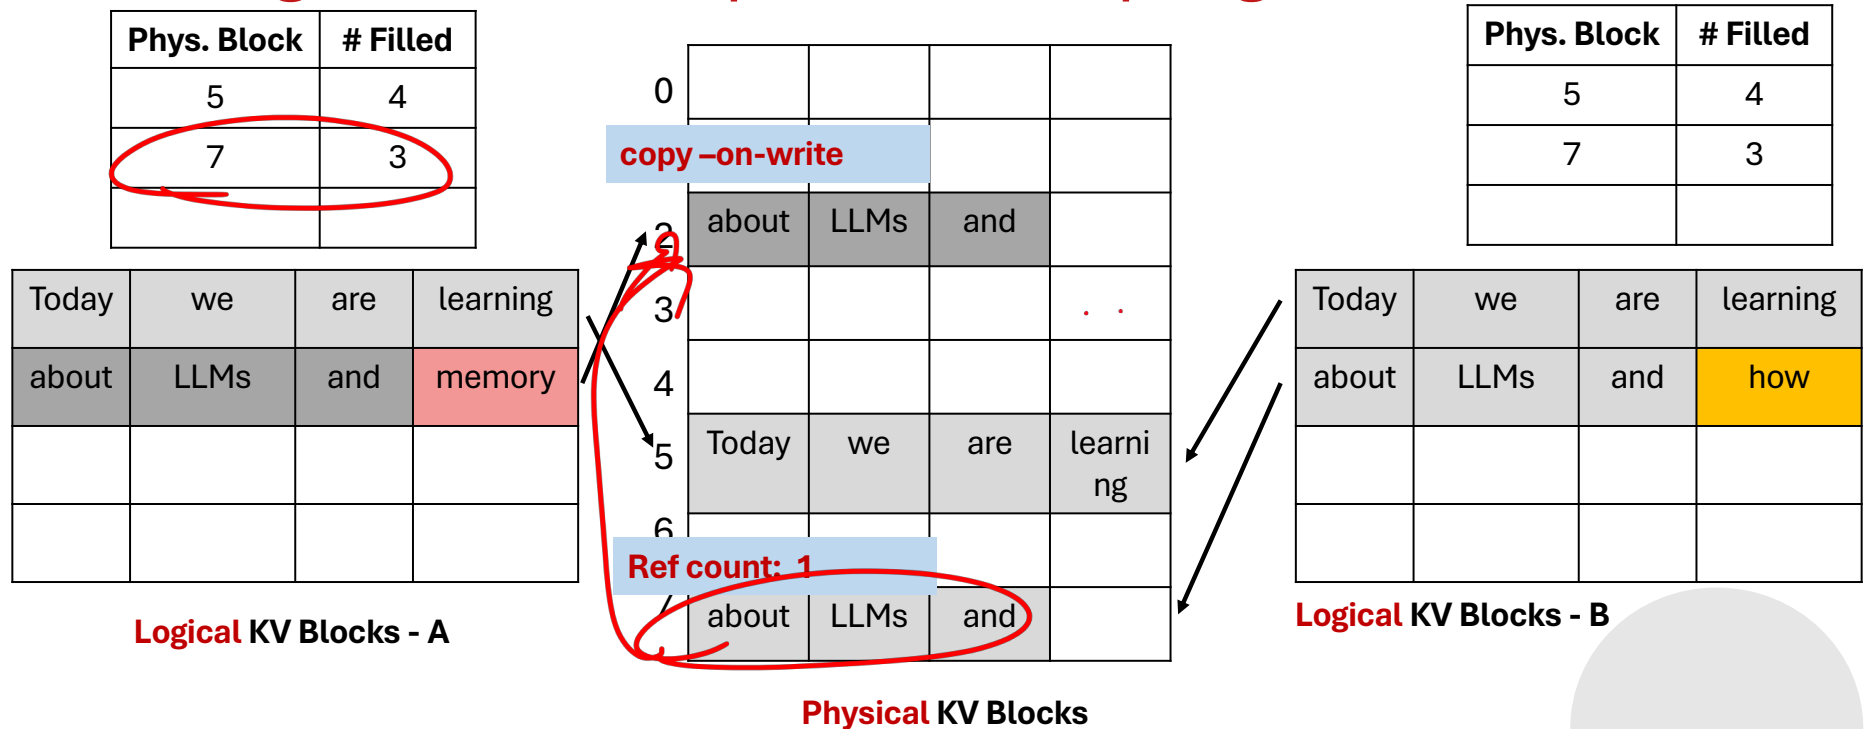 Phys. Block # Filled
5 4
7 3
Today we are learning
about LLMs and memory
Logical KV Blocks - A
0
copy –on-write
2 about LLMs and
3
4
5 Today we are learni
ng
6
Ref count: 1
about LLMs and
Physical KV Blocks
Phys. Block # Filled
5 4
7 3
Today we are learning
about LLMs and how
Logical KV Blocks - B